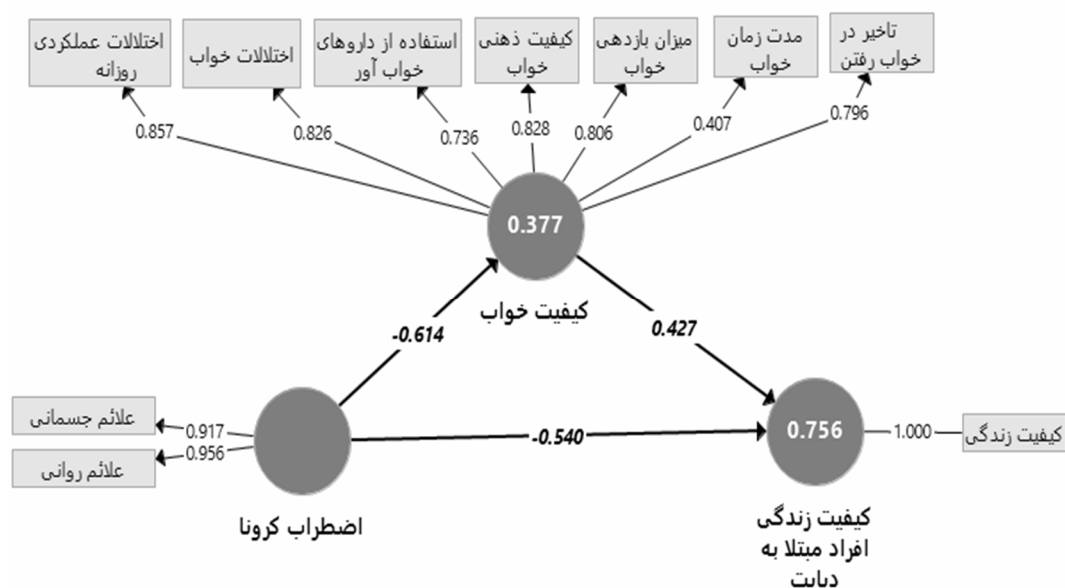 تاخیر در
خواب رفتن
مدت زمان
خواب
میزان بازدهی
خواب
کیفیت ذهنی
خواب
استفاده از داروهای
خواب آور
اختلالات خواب
اختلالات عملکردی
روزانه
0.857
0.826
0.736
0.828
0.806
0.407
0.796
0.377
کیفیت خواب
-0.614
0.427
علائم جسمانی
0.917
علائم روانی
0.956
-0.540
0.756
1.000
کیفیت زندگی
اضطراب کرونا
کیفیت زندگی
افراد مبتلا به
دیابت